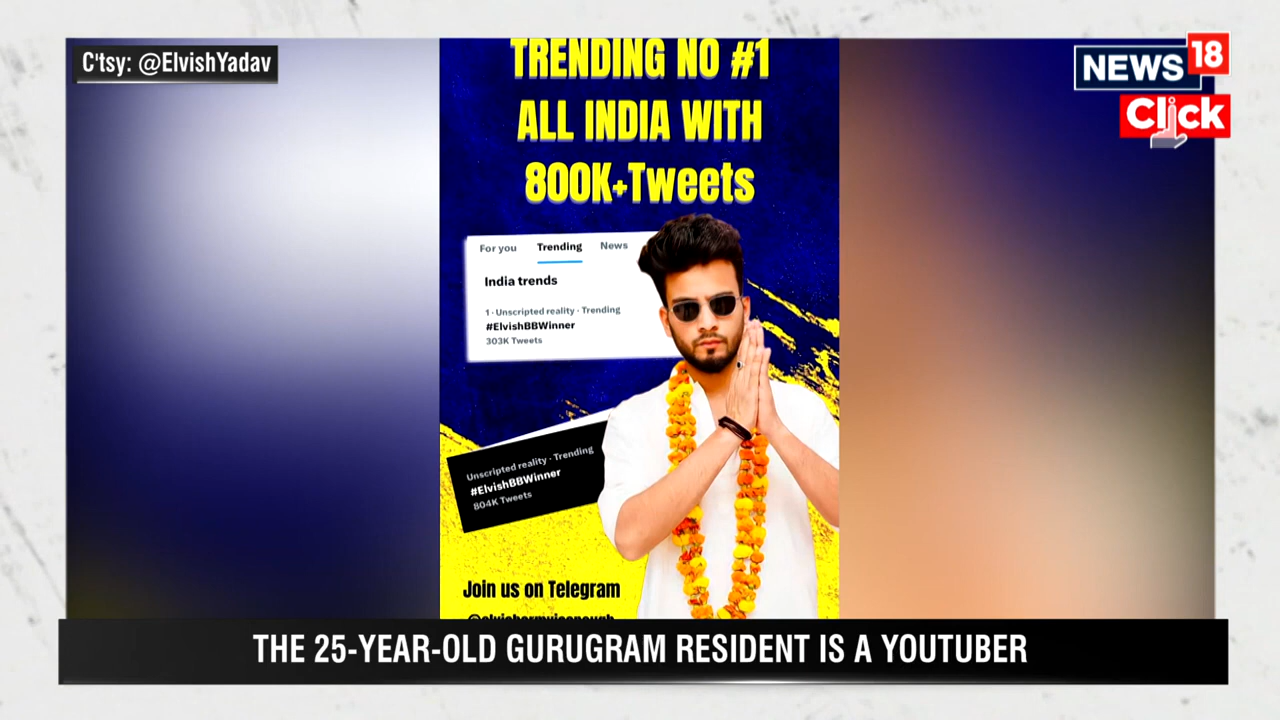 C'tsy: @ElvishYadav
NEWS 18
Click
TRENDING NO #1
ALL INDIA WITH
800K+Tweets
For you Trending News
India trends
1 · Unscripted reality · Trending
#ElvishBBWinner
303K Tweets
Unscripted reality · Trending
#ElvishBBWinner
804K Tweets
Join us on Telegram
THE 25-YEAR-OLD GURUGRAM RESIDENT IS A YOUTUBER